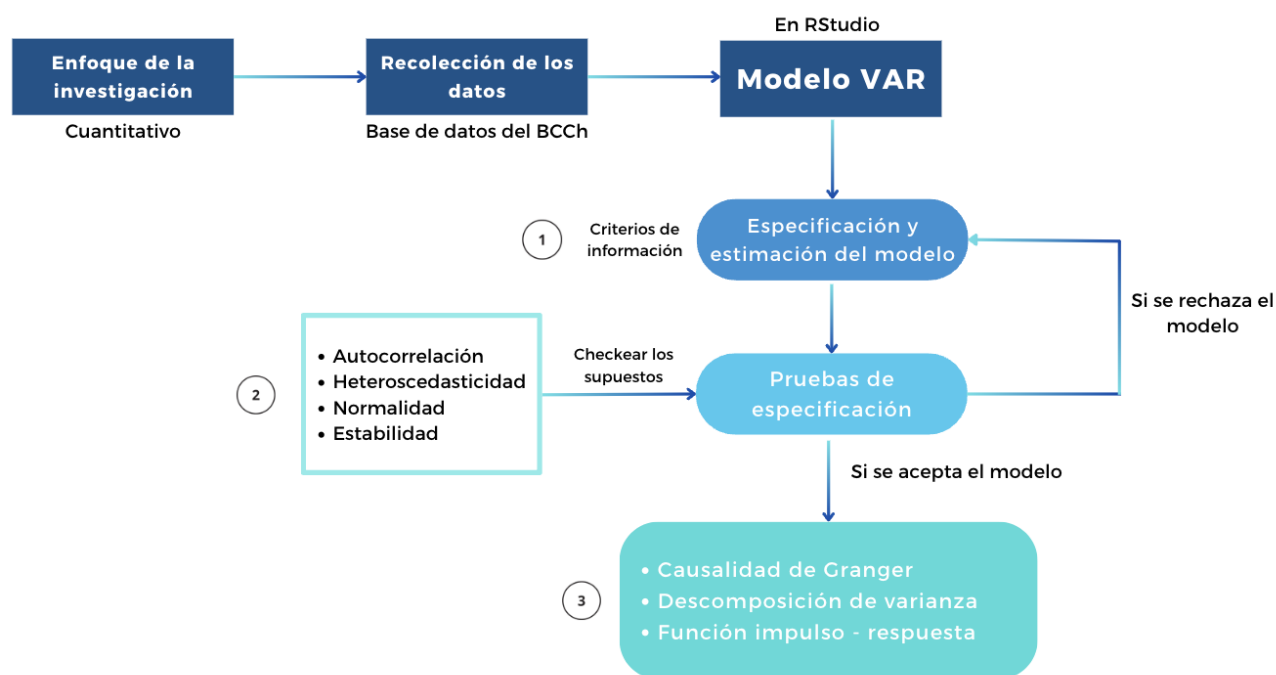 En RStudio
Enfoque de la
investigación
Cuantitativo
Recolección de los
datos
Base de datos del BCCh
Modelo VAR
1
Criterios de
información
Especificación y
estimación del modelo
Si se rechaza el
modelo
2
• Autocorrelación
• Heteroscedasticidad
• Normalidad
• Estabilidad
Checkear los
supuestos
Pruebas de
especificación
Si se acepta el modelo
3
• Causalidad de Granger
• Descomposición de varianza
• Función impulso - respuesta